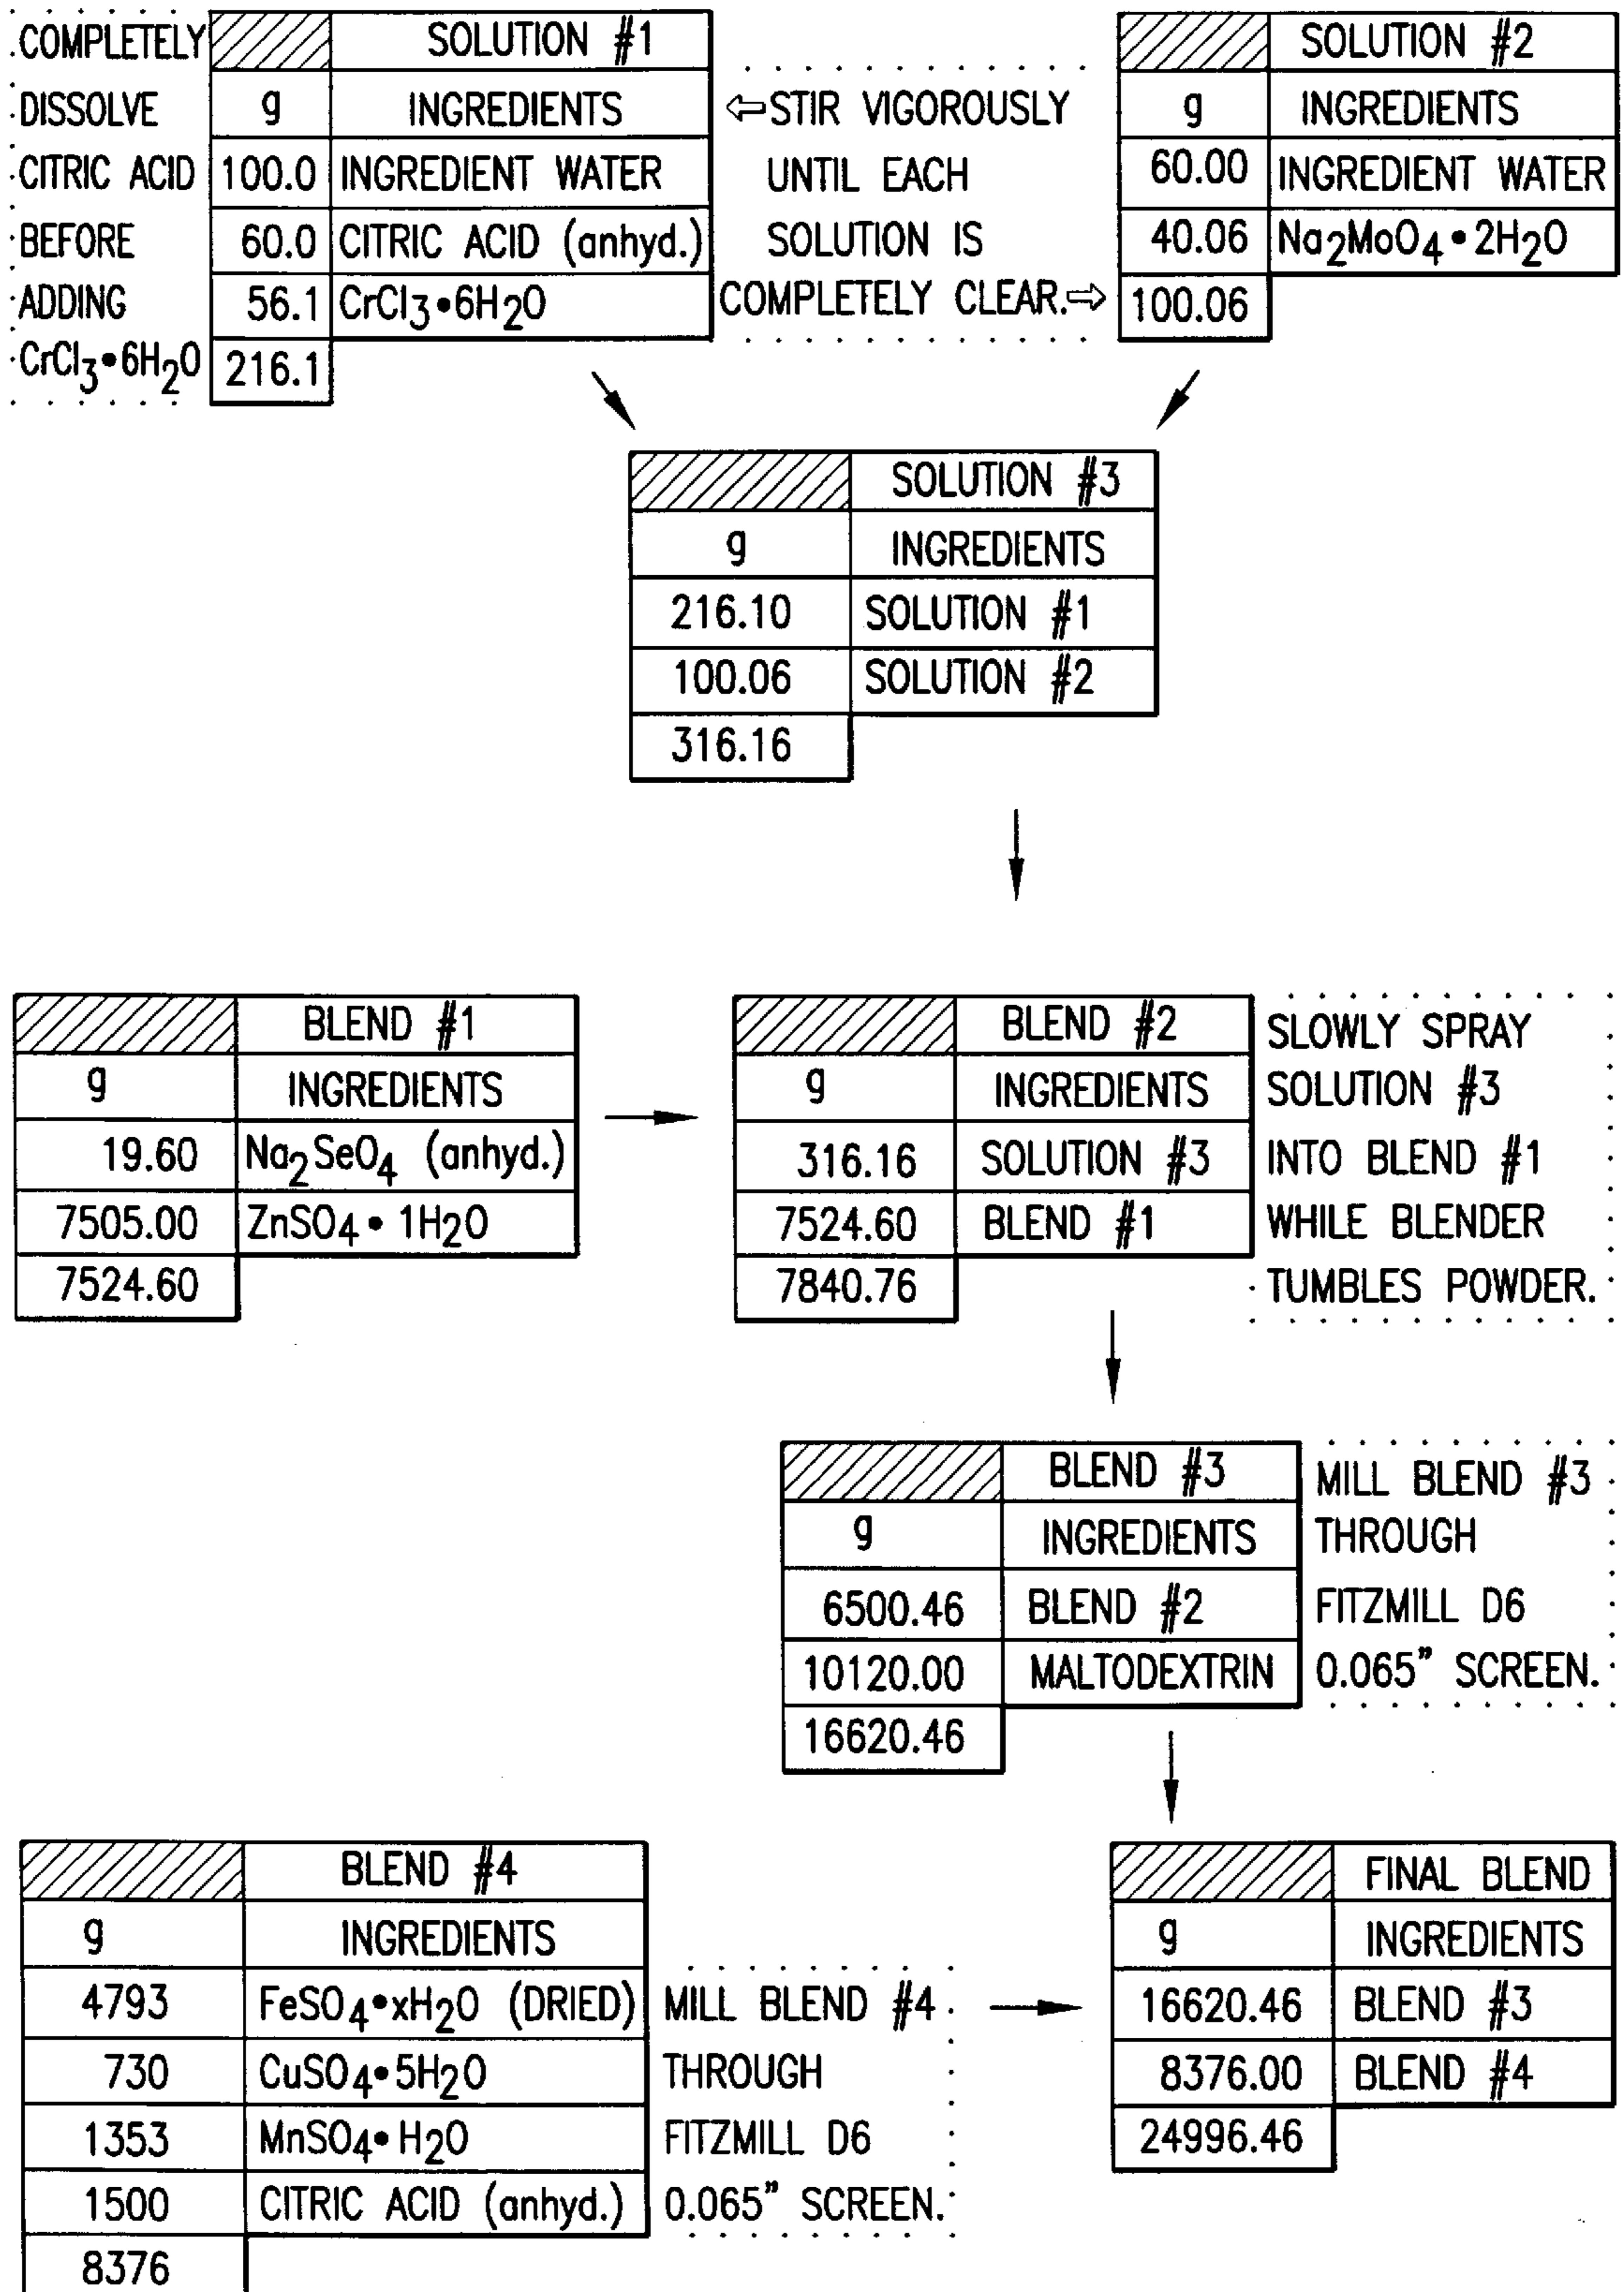 COMPLETELY
DISSOLVE
CITRIC ACID
BEFORE
ADDING
CrCl3•6H2O
SOLUTION #1
g INGREDIENTS
100.0 INGREDIENT WATER
60.0 CITRIC ACID (anhyd.)
56.1 CrCl3•6H2O
216.1
⇦STIR VIGOROUSLY
UNTIL EACH
SOLUTION IS
COMPLETELY CLEAR.⇨
SOLUTION #2
g INGREDIENTS
60.00 INGREDIENT WATER
40.06 Na2MoO4•2H2O
100.06
SOLUTION #3
g INGREDIENTS
216.10 SOLUTION #1
100.06 SOLUTION #2
316.16
BLEND #1
g INGREDIENTS
19.60 Na2SeO4 (anhyd.)
7505.00 ZnSO4• 1H2O
7524.60
BLEND #2
g INGREDIENTS
316.16 SOLUTION #3
7524.60 BLEND #1
7840.76
SLOWLY SPRAY
SOLUTION #3
INTO BLEND #1
WHILE BLENDER
TUMBLES POWDER.
BLEND #3
g INGREDIENTS
6500.46 BLEND #2
10120.00 MALTODEXTRIN
16620.46
MILL BLEND #3
THROUGH
FITZMILL D6
0.065" SCREEN.
BLEND #4
g INGREDIENTS
4793 FeSO4•xH2O (DRIED)
730 CuSO4•5H2O
1353 MnSO4•H2O
1500 CITRIC ACID (anhyd.)
8376
MILL BLEND #4
THROUGH
FITZMILL D6
0.065" SCREEN.
FINAL BLEND
g INGREDIENTS
16620.46 BLEND #3
8376.00 BLEND #4
24996.46